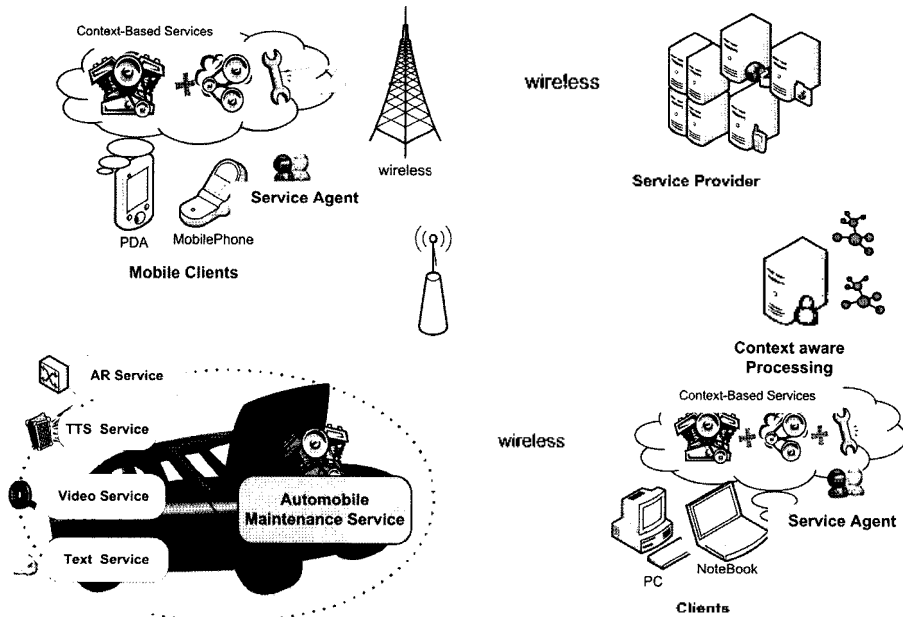 Context-Based Services
wireless
Service Agent
PDA
MobilePhone
Mobile Clients
wireless
Service Provider
Context aware
Processing
AR Service
TTS Service
Video Service
Text Service
Automobile
Maintenance Service
wireless
Context-Based Services
Service Agent
PC
NoteBook
Clients